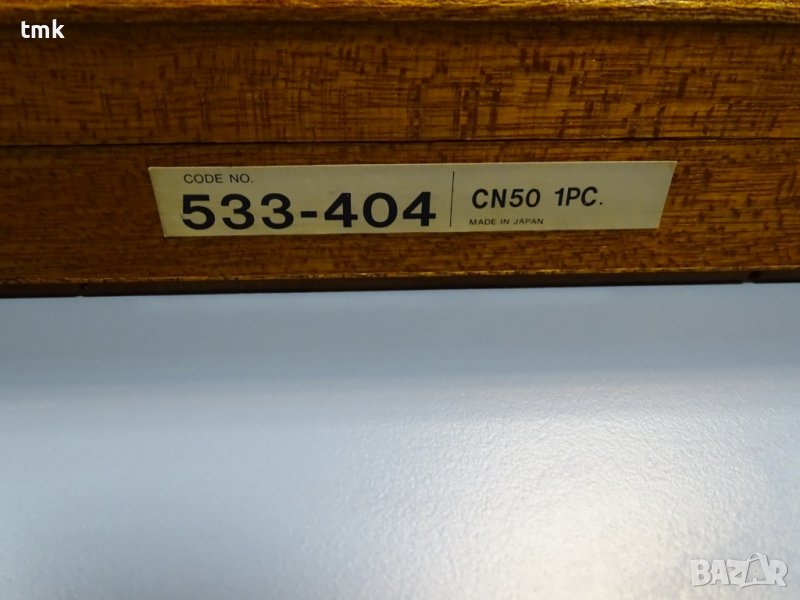 tmk
CODE NO.
533-404
CN50 1PC.
MADE IN JAPAN
BAZAR